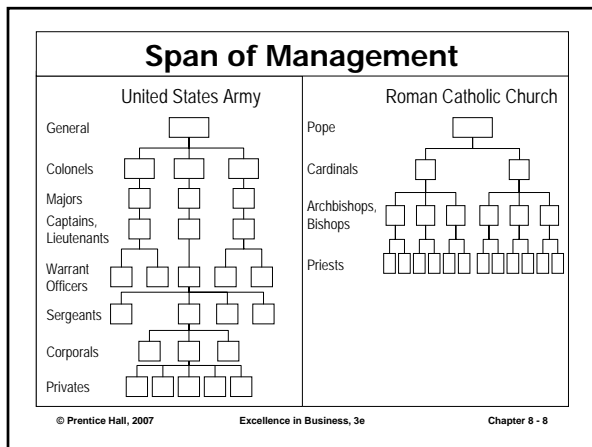 Span of Management
United States Army
General
Colonels
Majors
Captains,
Lieutenants
Warrant
Officers
Sergeants
Corporals
Privates
Roman Catholic Church
Pope
Cardinals
Archbishops,
Bishops
Priests
© Prentice Hall, 2007 Excellence in Business, 3e Chapter 8 - 8